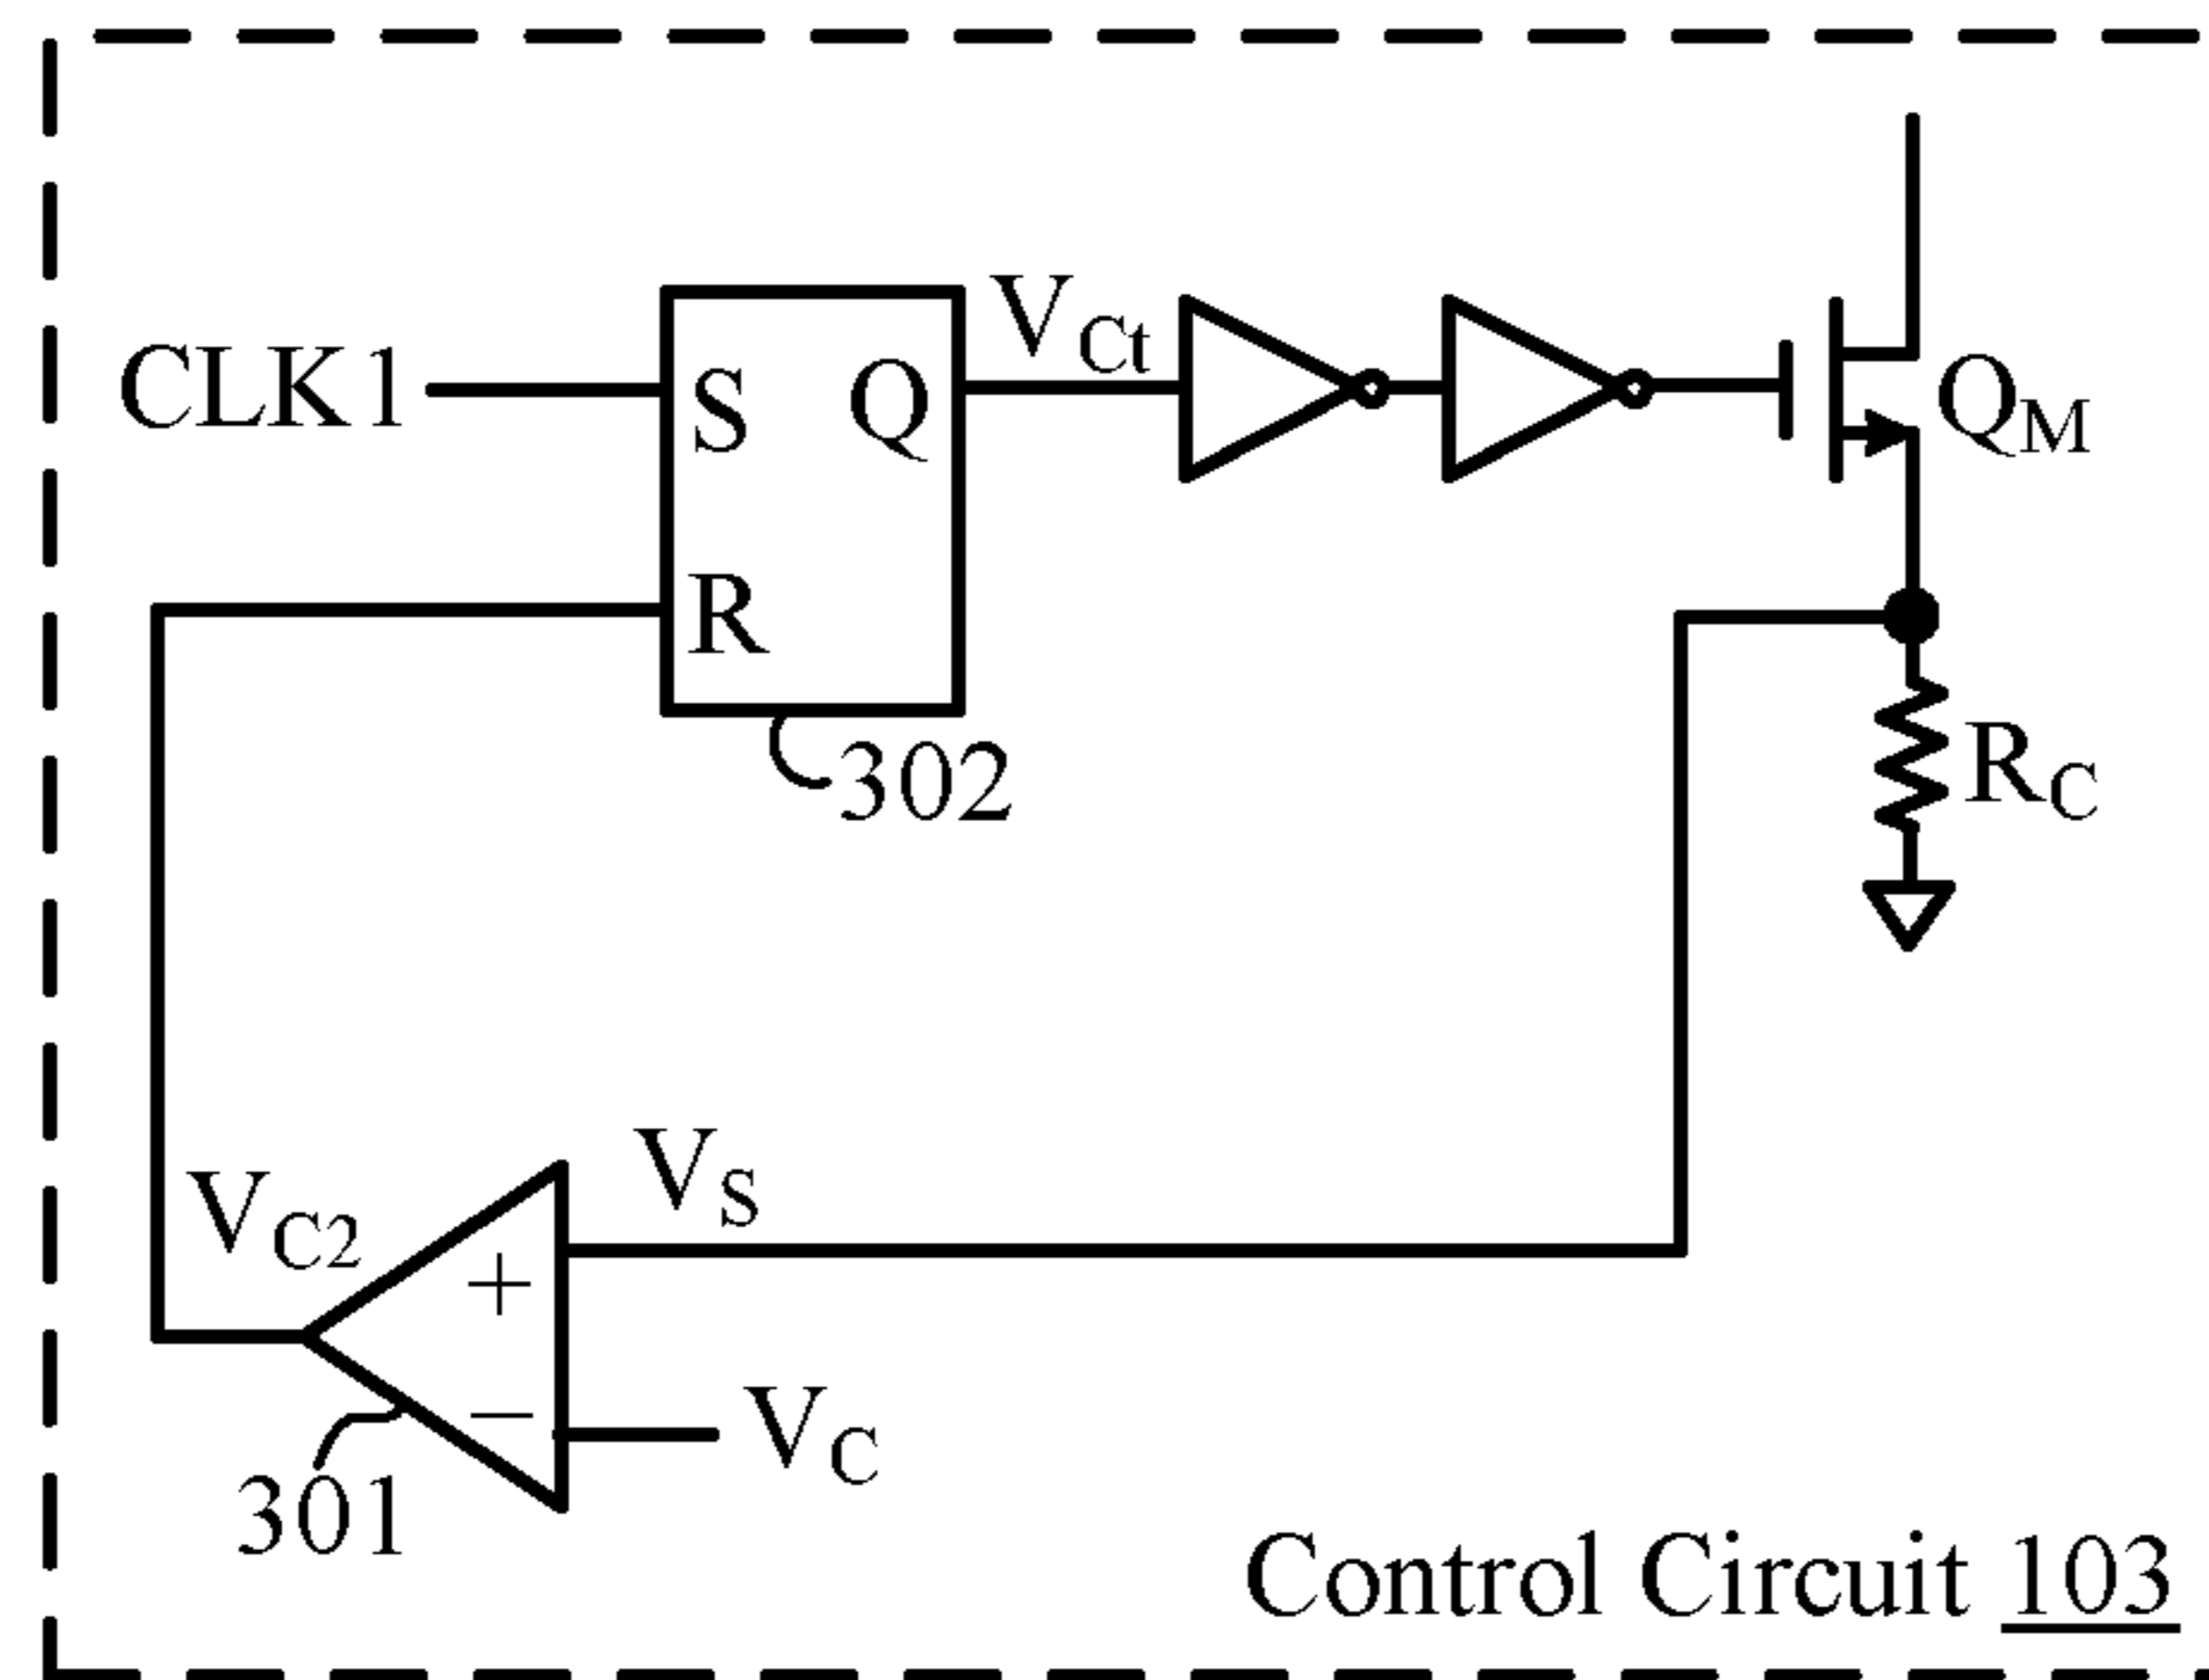 CLK1
S
Q
VCt
QM
R
302
RC
VS
VC2
+
−
VC
301
Control Circuit 103